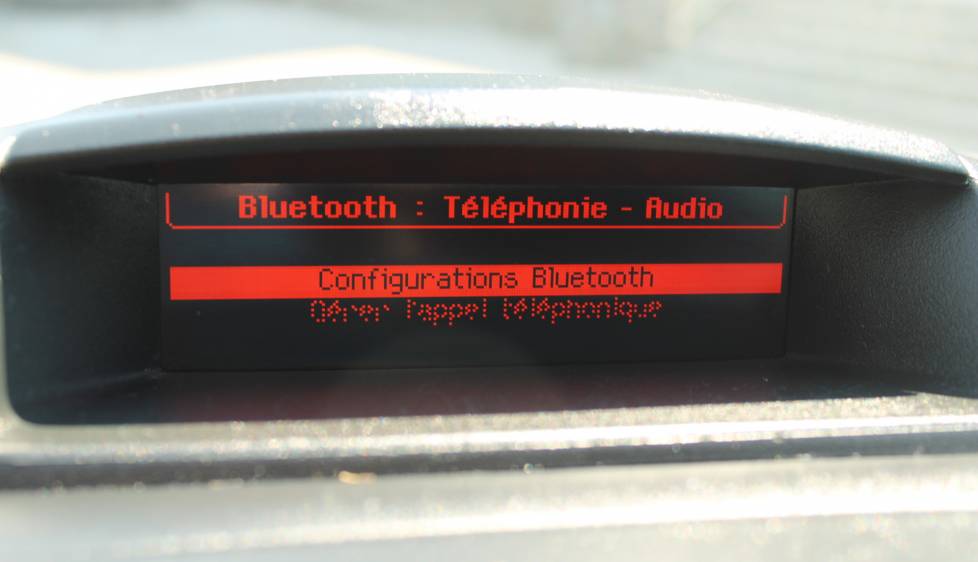 Bluetooth : Téléphonie - Audio
Configurations Bluetooth
Gérer l'appel téléphonique